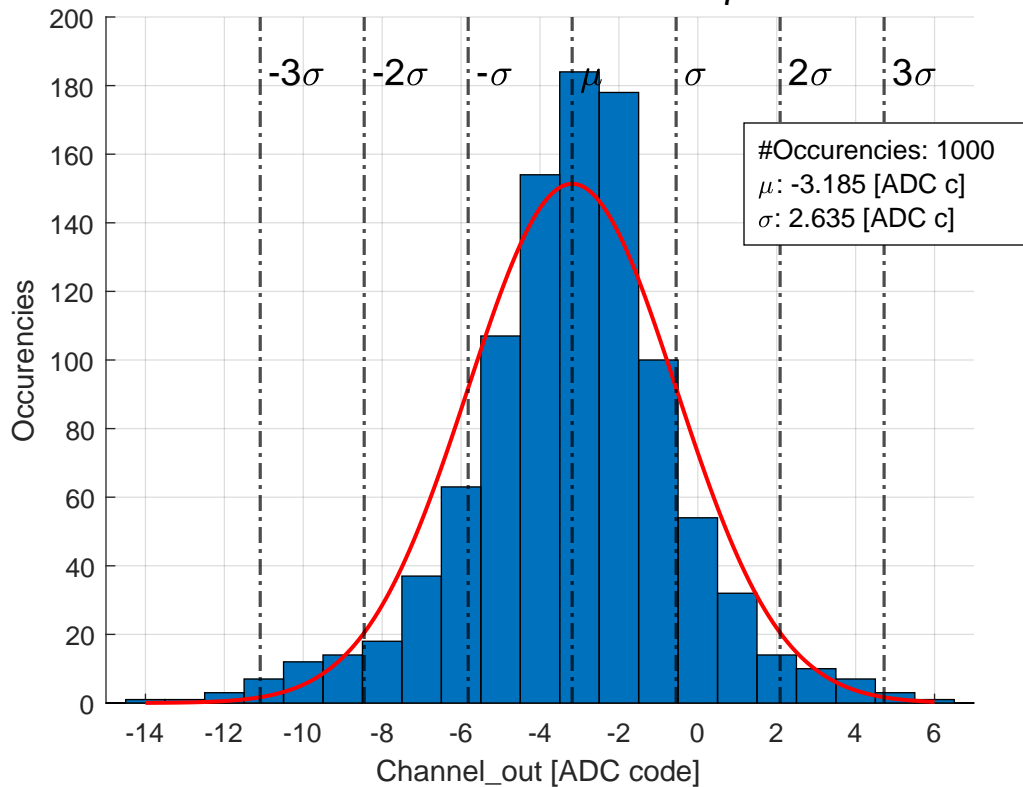 200
180
160
140
120
100
80
60
40
20
0
Occurencies
-3σ -2σ -σ μ σ 2σ 3σ
#Occurencies: 1000
μ: -3.185 [ADC c]
σ: 2.635 [ADC c]
-14 -12 -10 -8 -6 -4 -2 0 2 4 6
Channel_out [ADC code]